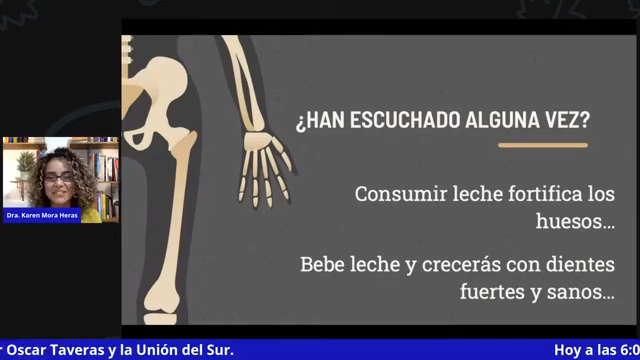 ¿HAN ESCUCHADO ALGUNA VEZ?
Consumir leche fortifica los
huesos...
Bebe leche y crecerás con dientes
fuertes y sanos...
Dra. Karen Mora Heras
r Oscar Taveras y la Unión del Sur.
Hoy a las 6:0